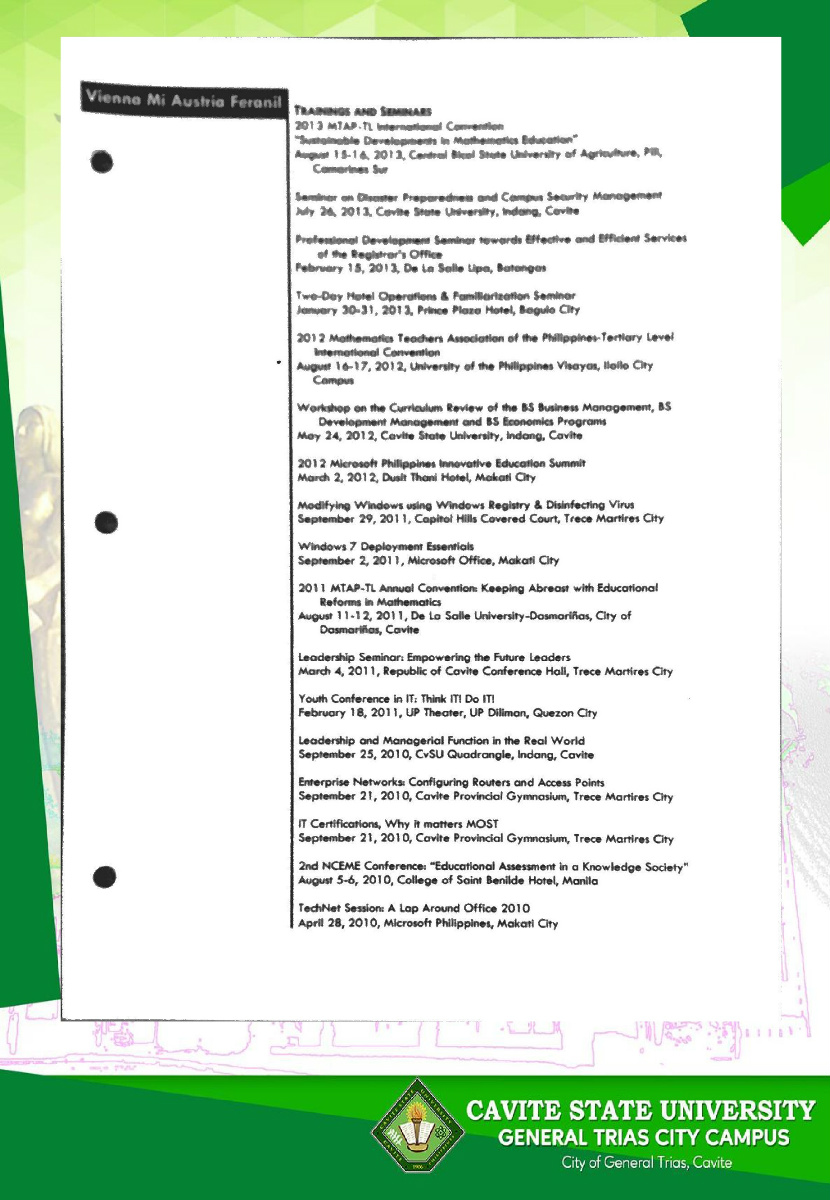 Vienna Mi Austria Feranil
TRAININGS AND SEMINARS
2013 MTAP-TL International Convention
"Sustainable Developments in Mathematics Education"
August 15-16, 2013, Central Bicol State University of Agriculture, Pili,
Camarines Sur
Seminar on Disaster Preparedness and Campus Security Management
July 26, 2013, Cavite State University, Indang, Cavite
Professional Development Seminar towards Effective and Efficient Services
of the Registrar's Office
February 15, 2013, De La Salle Lipa, Batangas
Two-Day Hotel Operations & Familiarization Seminar
January 30-31, 2013, Prince Plaza Hotel, Baguio City
2012 Mathematics Teachers Association of the Philippines-Tertiary Level
International Convention
August 16-17, 2012, University of the Philippines Visayas, Iloilo City
Campus
Workshop on the Curriculum Review of the BS Business Management, BS
Development Management and BS Economics Programs
May 24, 2012, Cavite State University, Indang, Cavite
2012 Microsoft Philippines Innovative Education Summit
March 2, 2012, Dusit Thani Hotel, Makati City
Modifying Windows using Windows Registry & Disinfecting Virus
September 29, 2011, Capitol Hills Covered Court, Trece Martires City
Windows 7 Deployment Essentials
September 2, 2011, Microsoft Office, Makati City
2011 MTAP-TL Annual Convention: Keeping Abreast with Educational
Reforms in Mathematics
August 11-12, 2011, De La Salle University-Dasmariñas, City of
Dasmariñas, Cavite
Leadership Seminar: Empowering the Future Leaders
March 4, 2011, Republic of Cavite Conference Hall, Trece Martires City
Youth Conference in IT: Think IT! Do IT!
February 18, 2011, UP Theater, UP Diliman, Quezon City
Leadership and Managerial Function in the Real World
September 25, 2010, CvSU Quadrangle, Indang, Cavite
Enterprise Networks: Configuring Routers and Access Points
September 21, 2010, Cavite Provincial Gymnasium, Trece Martires City
IT Certifications, Why it matters MOST
September 21, 2010, Cavite Provincial Gymnasium, Trece Martires City
2nd NCEME Conference: "Educational Assessment in a Knowledge Society"
August 5-6, 2010, College of Saint Benilde Hotel, Manila
TechNet Session: A Lap Around Office 2010
April 28, 2010, Microsoft Philippines, Makati City
CAVITE STATE UNIVERSITY
GENERAL TRIAS CITY CAMPUS
City of General Trias, Cavite